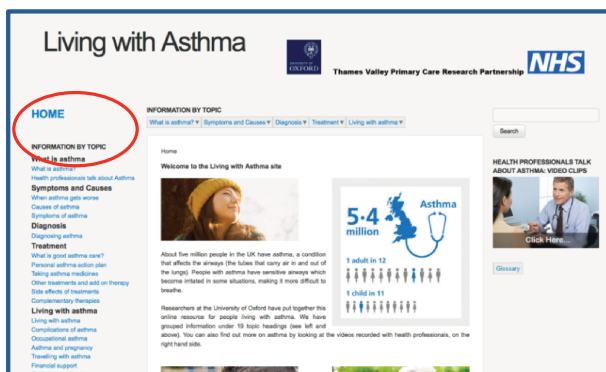 Living with Asthma
UNIVERSITY OF
OXFORD
Thames Valley Primary Care Research Partnership
NHS
HOME
INFORMATION BY TOPIC
What is asthma
What is asthma?
Health professionals talk about Asthma
Symptoms and Causes
When asthma gets worse
Causes of asthma
Symptoms of asthma
Diagnosis
Diagnosing asthma
Treatment
What is good asthma care?
Personal asthma action plan
Taking asthma medicines
Other treatments and add on therapy
Side effects of treatments
Complementary therapies
Living with asthma
Living with asthma
Complications of asthma
Occupational asthma
Asthma and pregnancy
Travelling with asthma
Financial support
INFORMATION BY TOPIC
What is asthma? Symptoms and Causes Diagnosis Treatment Living with asthma
Home
Welcome to the Living with Asthma site
5·4
million
Asthma
1 adult in 12
1 child in 11
About five million people in the UK have asthma, a condition
that affects the airways (the tubes that carry air in and out of
the lungs). People with asthma have sensitive airways which
become irritated in some situations, making it more difficult to
breathe.
Researchers at the University of Oxford have put together this
online resource for people living with asthma. We have
grouped information under 19 topic headings (see left and
above). You can also find out more on asthma by looking at the videos recorded with health professionals, on the
right hand side.
Search
HEALTH PROFESSIONALS TALK
ABOUT ASTHMA: VIDEO CLIPS
Click Here...
Glossary